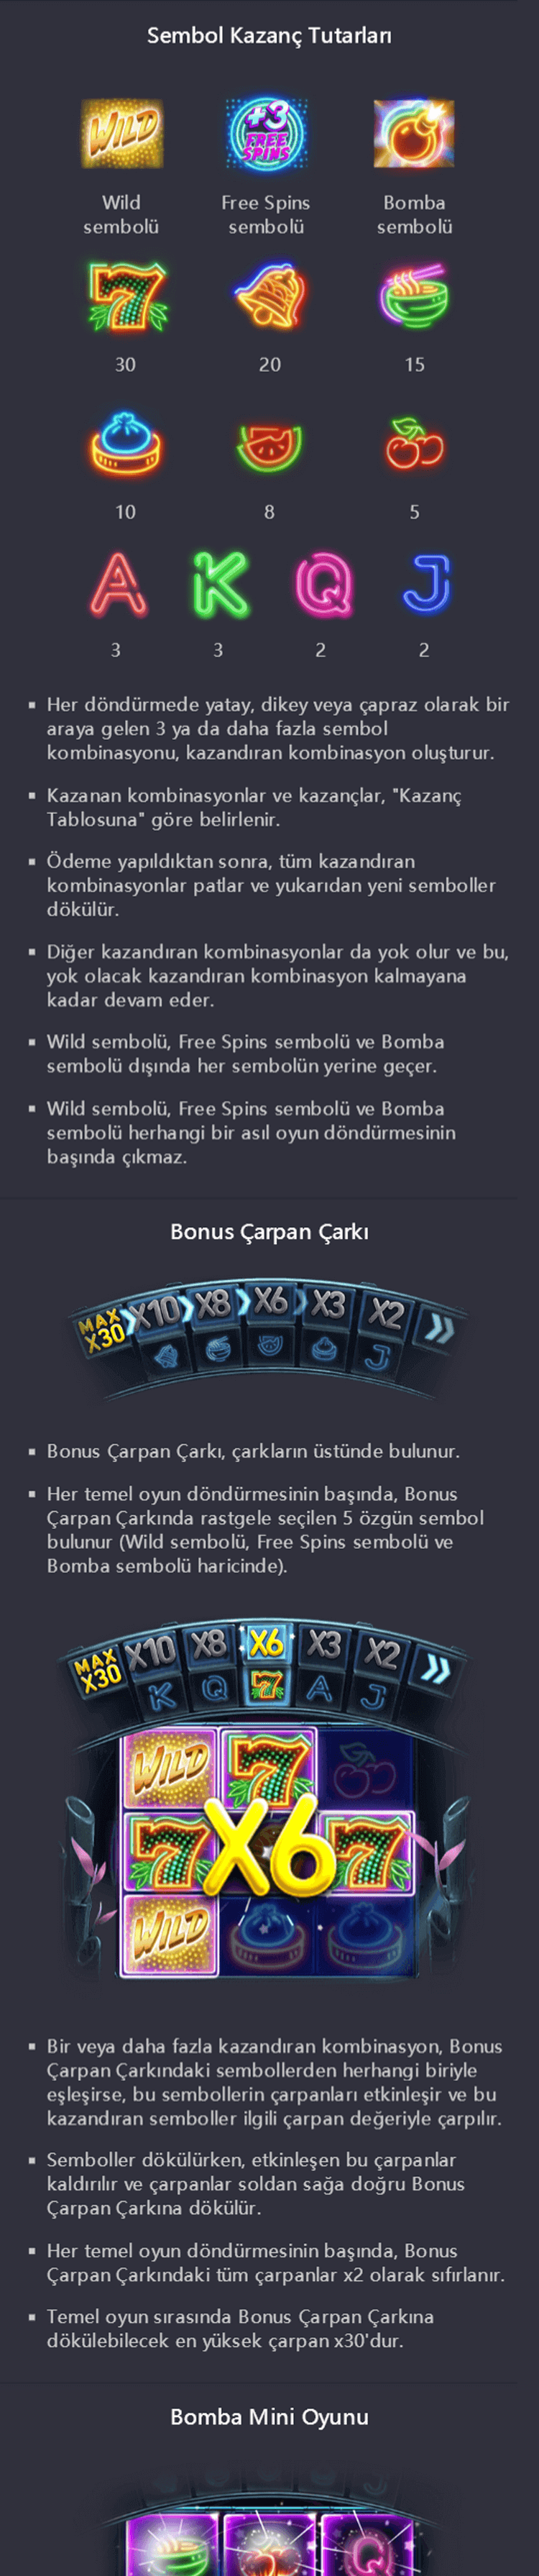 Sembol Kazanç Tutarları
WILD
+3
FREE
SPINS
Wild
sembolü
Free Spins
sembolü
Bomba
sembolü
7
30
20
15
10
8
5
A
K
Q
J
3
3
2
2
▪ Her döndürmede yatay, dikey veya çapraz olarak bir
araya gelen 3 ya da daha fazla sembol
kombinasyonu, kazandıran kombinasyon oluşturur.
▪ Kazanan kombinasyonlar ve kazançlar, "Kazanç
Tablosuna" göre belirlenir.
▪ Ödeme yapıldıktan sonra, tüm kazandıran
kombinasyonlar patlar ve yukarıdan yeni semboller
dökülür.
▪ Diğer kazandıran kombinasyonlar da yok olur ve bu,
yok olacak kazandıran kombinasyon kalmayana
kadar devam eder.
▪ Wild sembolü, Free Spins sembolü ve Bomba
sembolü dışında her sembolün yerine geçer.
▪ Wild sembolü, Free Spins sembolü ve Bomba
sembolü herhangi bir asıl oyun döndürmesinin
başında çıkmaz.
Bonus Çarpan Çarkı
MAX
X30
X10
X8
X6
X3
X2
J
▪ Bonus Çarpan Çarkı, çarkların üstünde bulunur.
▪ Her temel oyun döndürmesinin başında, Bonus
Çarpan Çarkında rastgele seçilen 5 özgün sembol
bulunur (Wild sembolü, Free Spins sembolü ve
Bomba sembolü haricinde).
MAX
X30
X10
X8
X6
X3
X2
K
Q
7
A
J
WILD
7
7
X6
7
WILD
▪ Bir veya daha fazla kazandıran kombinasyon, Bonus
Çarpan Çarkındaki sembollerden herhangi biriyle
eşleşirse, bu sembollerin çarpanları etkinleşir ve bu
kazandıran semboller ilgili çarpan değeriyle çarpılır.
▪ Semboller dökülürken, etkinleşen bu çarpanlar
kaldırılır ve çarpanlar soldan sağa doğru Bonus
Çarpan Çarkına dökülür.
▪ Her temel oyun döndürmesinin başında, Bonus
Çarpan Çarkındaki tüm çarpanlar x2 olarak sıfırlanır.
▪ Temel oyun sırasında Bonus Çarpan Çarkına
dökülebilecek en yüksek çarpan x30'dur.
Bomba Mini Oyunu
J
Q